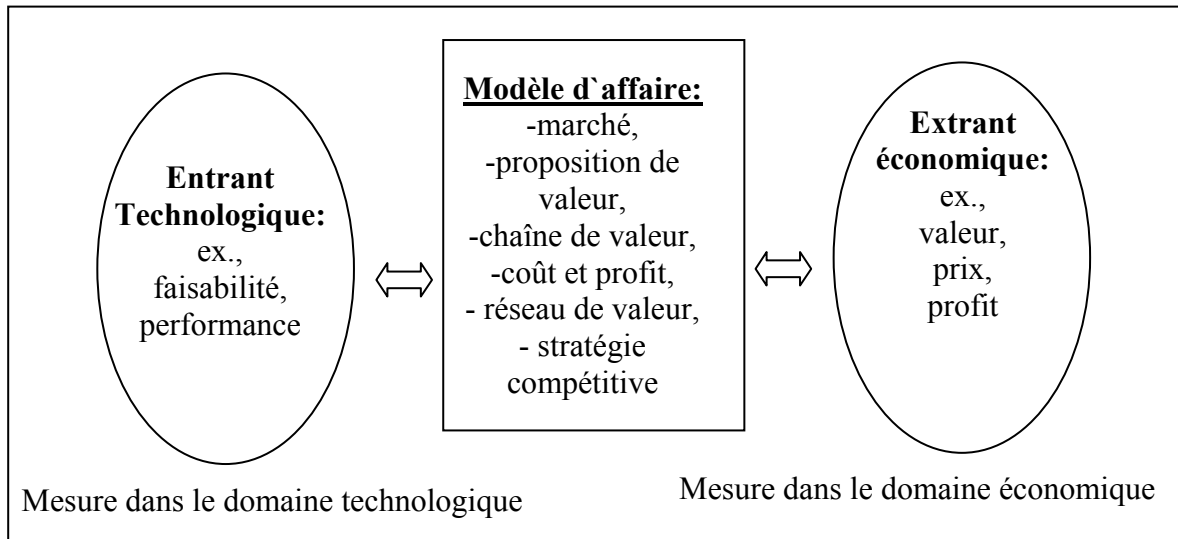 Entrant
Technologique:
ex.,
faisabilité,
performance
Modèle d`affaire:
-marché,
-proposition de
valeur,
-chaîne de valeur,
-coût et profit,
- réseau de valeur,
- stratégie
compétitive
Extrant
économique:
ex.,
valeur,
prix,
profit
Mesure dans le domaine technologique
Mesure dans le domaine économique